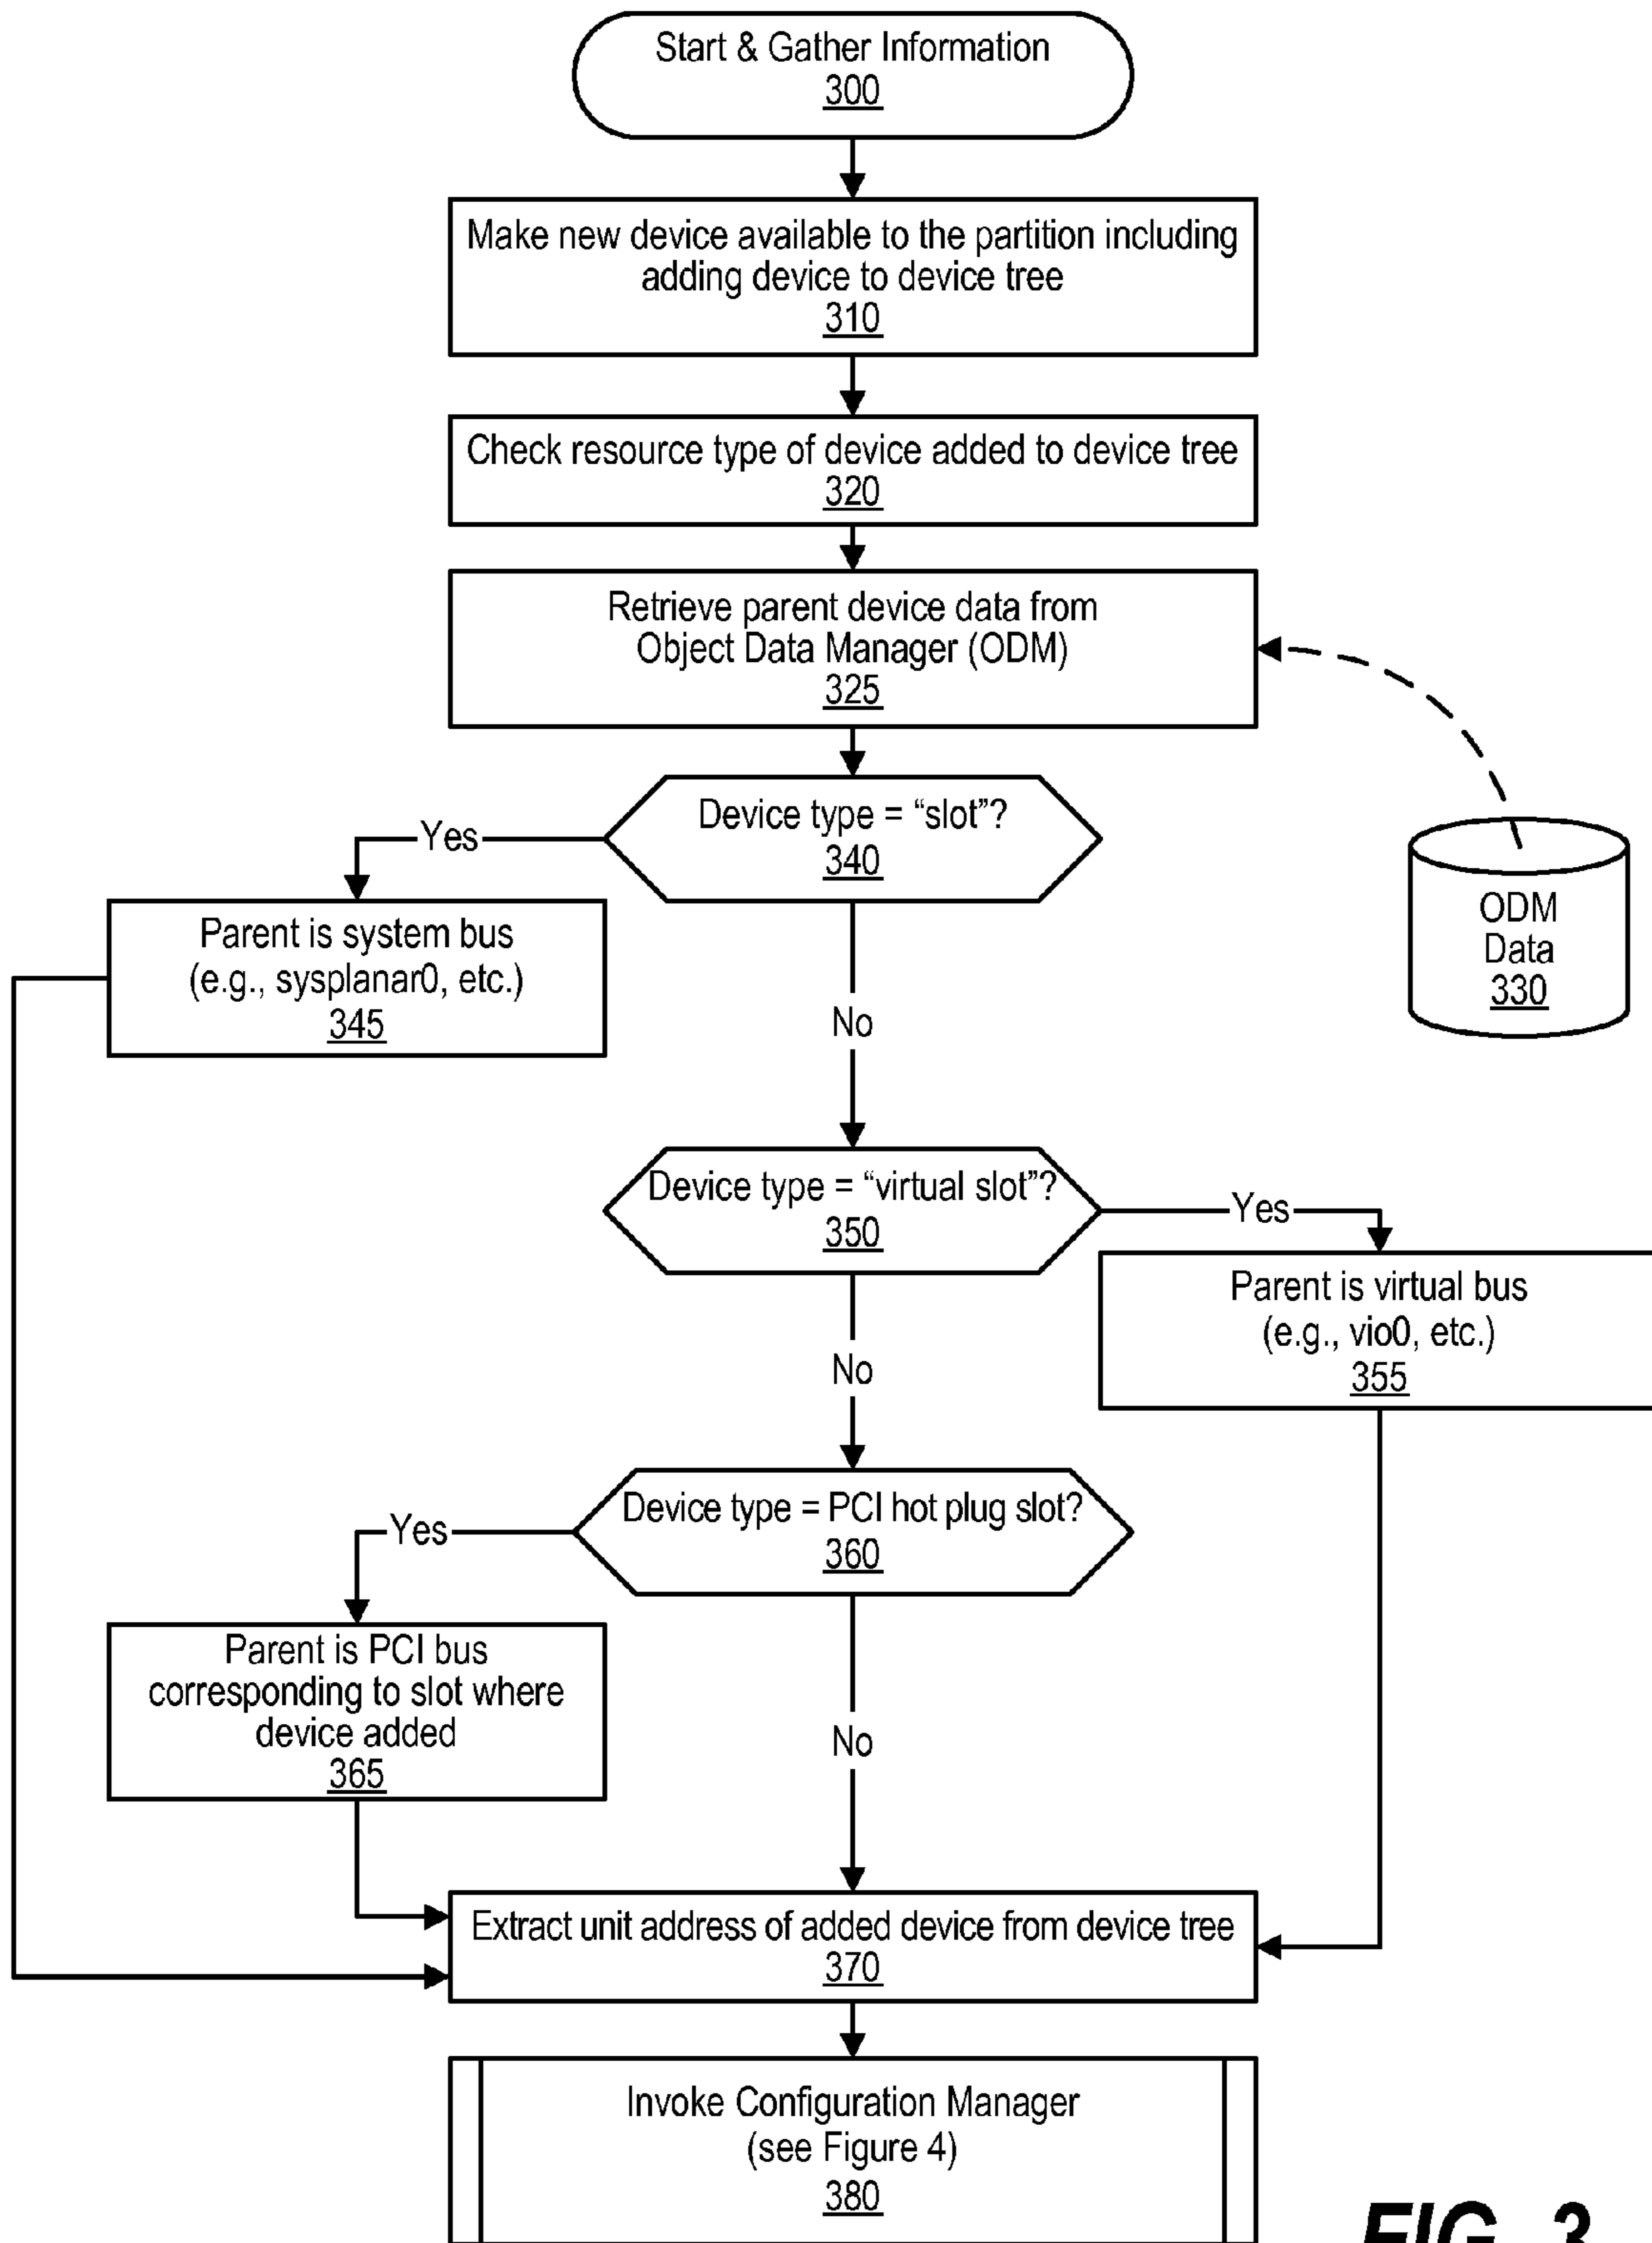 Start & Gather Information
300
Make new device available to the partition including
adding device to device tree
310
Check resource type of device added to device tree
320
Retrieve parent device data from
Object Data Manager (ODM)
325
Device type = “slot”?
340
Yes
ODM
Data
330
Parent is system bus
(e.g., sysplanar0, etc.)
345
No
Device type = “virtual slot”?
350
Yes
Parent is virtual bus
(e.g., vio0, etc.)
355
No
Device type = PCI hot plug slot?
360
Yes
Parent is PCI bus
corresponding to slot where
device added
365
No
Extract unit address of added device from device tree
370
Invoke Configuration Manager
(see Figure 4)
380
FIG. 3